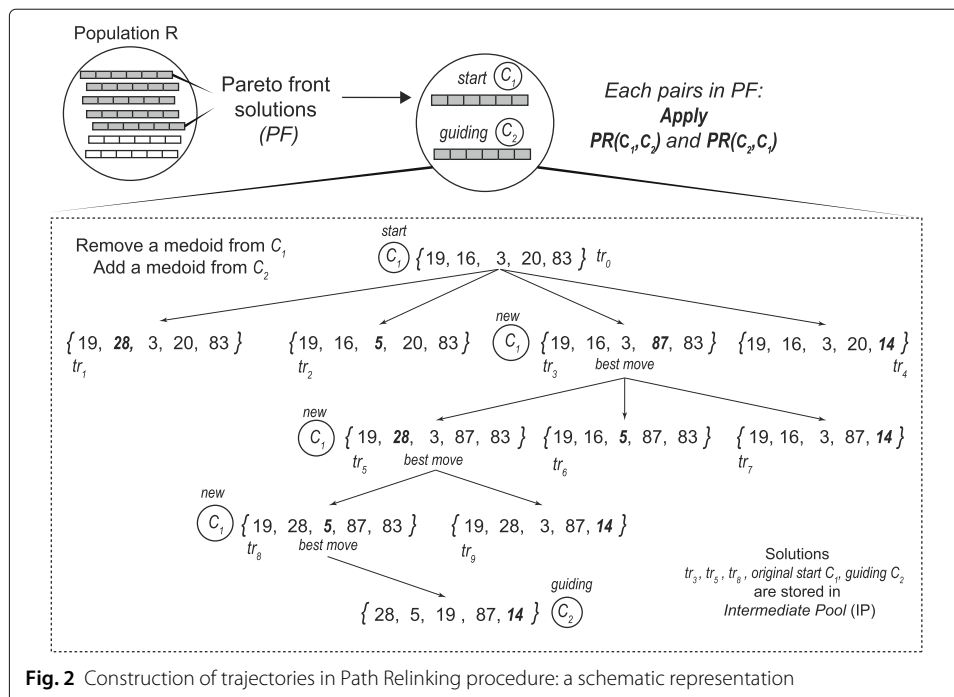 Population R
Pareto front
solutions
(PF)
start C₁
guiding C₂
Each pairs in PF:
Apply
PR(C₁,C₂) and PR(C₂,C₁)
Remove a medoid from C₁
Add a medoid from C₂
start
C₁ {19, 16, 3, 20, 83} tr₀
{19, 28, 3, 20, 83}
tr₁
{19, 16, 5, 20, 83}
tr₂
new
C₁ {19, 16, 3, 87, 83}
tr₃ best move
{19, 16, 3, 20, 14}
tr₄
new
C₁ {19, 28, 3, 87, 83}
tr₅ best move
{19, 16, 5, 87, 83}
tr₆
{19, 16, 3, 87, 14}
tr₇
new
C₁ {19, 28, 5, 87, 83}
tr₈ best move
{19, 28, 3, 87, 14}
tr₉
guiding
{28, 5, 19 , 87, 14} C₂
Solutions
tr₃ , tr₅ , tr₈ , original start C₁, guiding C₂
are stored in
Intermediate Pool (IP)
Fig. 2 Construction of trajectories in Path Relinking procedure: a schematic representation